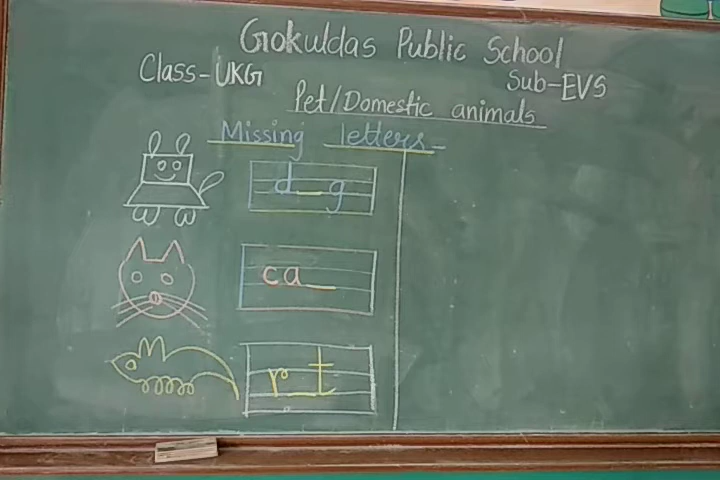 Gokuldas Public School
Class-UKG
Sub-EVS
Pet/Domestic animals
Missing letters-
d_g
ca_
r_t